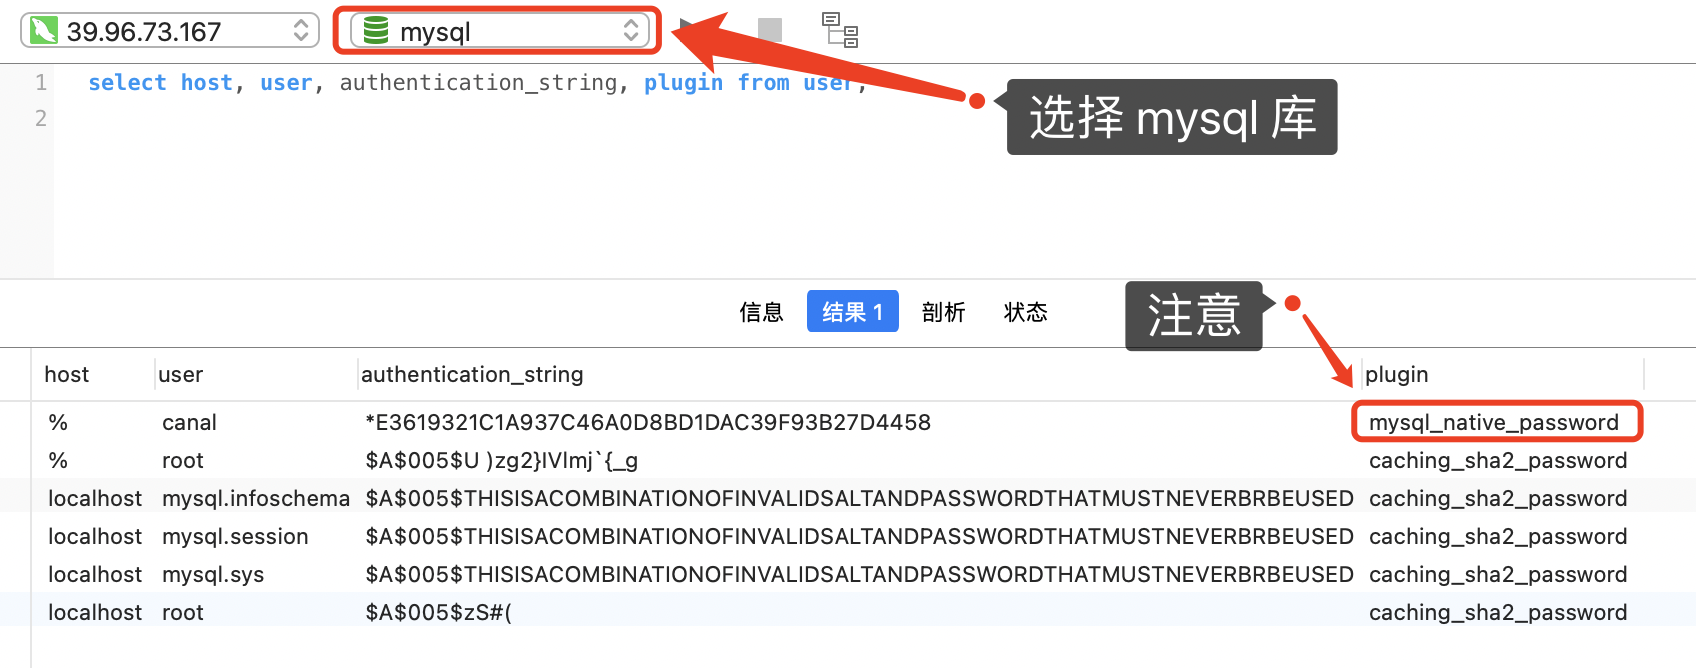 39.96.73.167 mysql
1 select host, user, authentication_string, plugin from user;
2
选择 mysql 库
信息 结果 1 剖析 状态
注意
host user authentication_string plugin
% canal *E3619321C1A937C46A0D8BD1DAC39F93B27D4458 mysql_native_password
% root $A$005$U )zg2}lVlmj`{_g caching_sha2_password
localhost mysql.infoschema $A$005$THISISACOMBINATIONOFINVALIDSALTANDPASSWORDTHATMUSTNEVERBRBEUSED caching_sha2_password
localhost mysql.session $A$005$THISISACOMBINATIONOFINVALIDSALTANDPASSWORDTHATMUSTNEVERBRBEUSED caching_sha2_password
localhost mysql.sys $A$005$THISISACOMBINATIONOFINVALIDSALTANDPASSWORDTHATMUSTNEVERBRBEUSED caching_sha2_password
localhost root $A$005$zS#( caching_sha2_password